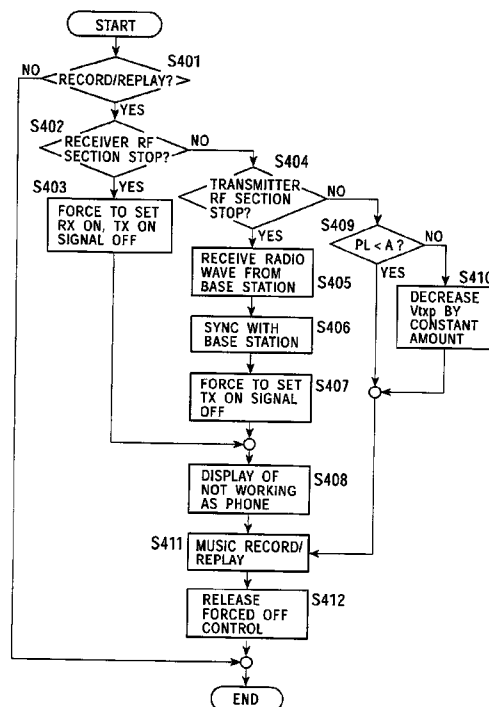 START
S401
NO
RECORD/REPLAY?
YES
S402
RECEIVER RF
SECTION STOP?
NO
YES
S403
FORCE TO SET
RX ON, TX ON
SIGNAL OFF
S404
TRANSMITTER
RF SECTION
STOP?
NO
YES
S409
PL < A ?
NO
YES
S410
DECREASE
Vtxp BY
CONSTANT
AMOUNT
RECEIVE RADIO
WAVE FROM
BASE STATION
S405
SYNC WITH
BASE STATION
S406
FORCE TO SET
TX ON SIGNAL
OFF
S407
DISPLAY OF
NOT WORKING
AS PHONE
S408
S411
MUSIC RECORD/
REPLAY
RELEASE
FORCED OFF
CONTROL
S412
END